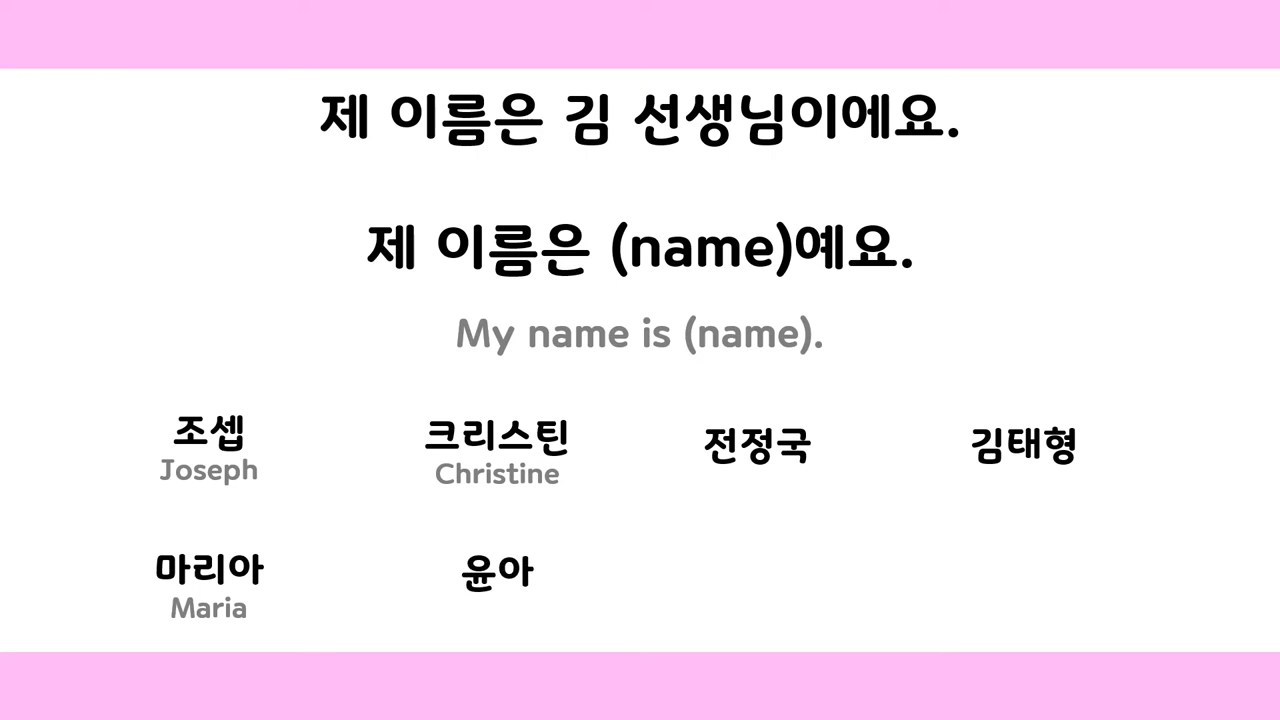 제 이름은 김 선생님이에요.
제 이름은 (name)예요.
My name is (name).
조셉 크리스틴 전정국 김태형
Joseph Christine
마리아 윤아
Maria